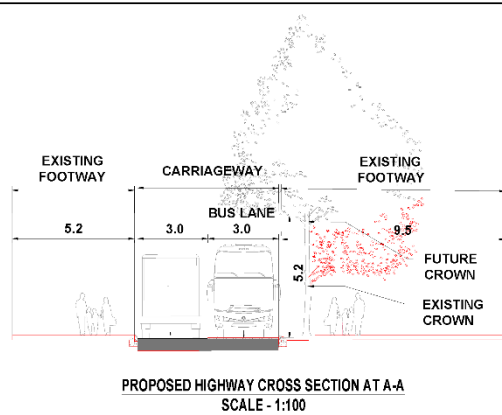 EXISTING
FOOTWAY
CARRIAGEWAY
EXISTING
FOOTWAY
BUS LANE
5.2
3.0
3.0
9.5
5.2
FUTURE
CROWN
EXISTING
CROWN
PROPOSED HIGHWAY CROSS SECTION AT A-A
SCALE - 1:100